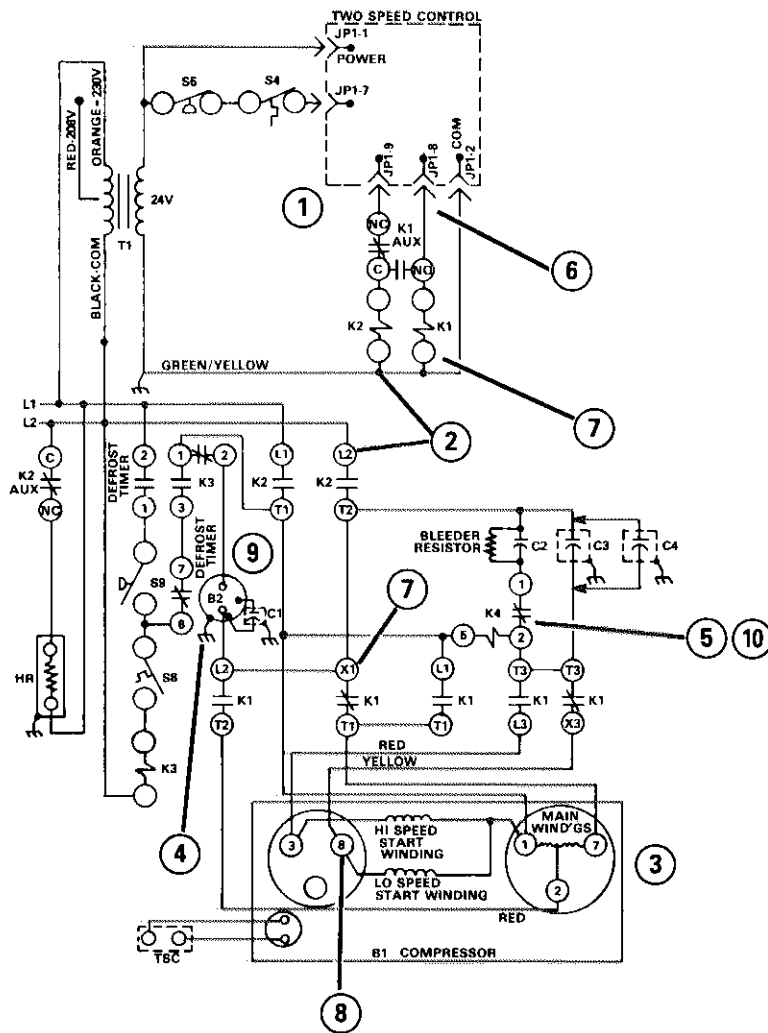 TWO SPEED CONTROL
JP1-1
POWER
S6
S4
JP1-7
RED-208V
ORANGE-230V
24V
T1
BLACK-COM
JP1-9
JP1-8
COM
JP1-2
1
NC
K1
AUX
C
NO
6
K2
K1
GREEN/YELLOW
7
2
L1
L2
C
K2
AUX
NC
DEFROST
TIMER
2
1
1
2
K3
3
L1
K2
T1
L2
K2
T2
DEFROST
TIMER
9
7
6
B2
C1
BLEEDER
RESISTOR
C2
C3
C4
1
K4
S9
7
5
2
5
10
HR
S8
K3
L2
K1
T2
X1
K1
T1
L1
K1
T1
T3
K1
L3
T3
K1
X3
RED
YELLOW
4
3
8
HI SPEED
START
WINDING
LO SPEED
START WINDING
MAIN
WIND'GS
1
7
2
3
RED
TSC
B1 COMPRESSOR
8